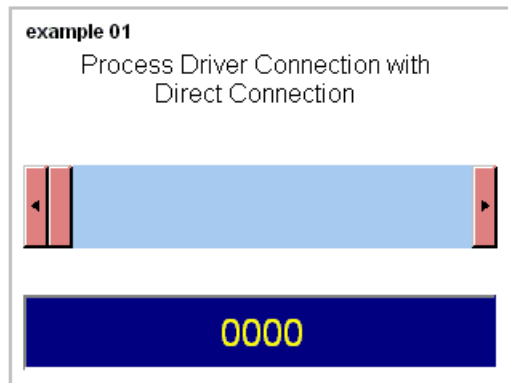 example 01
Process Driver Connection with
Direct Connection
0000